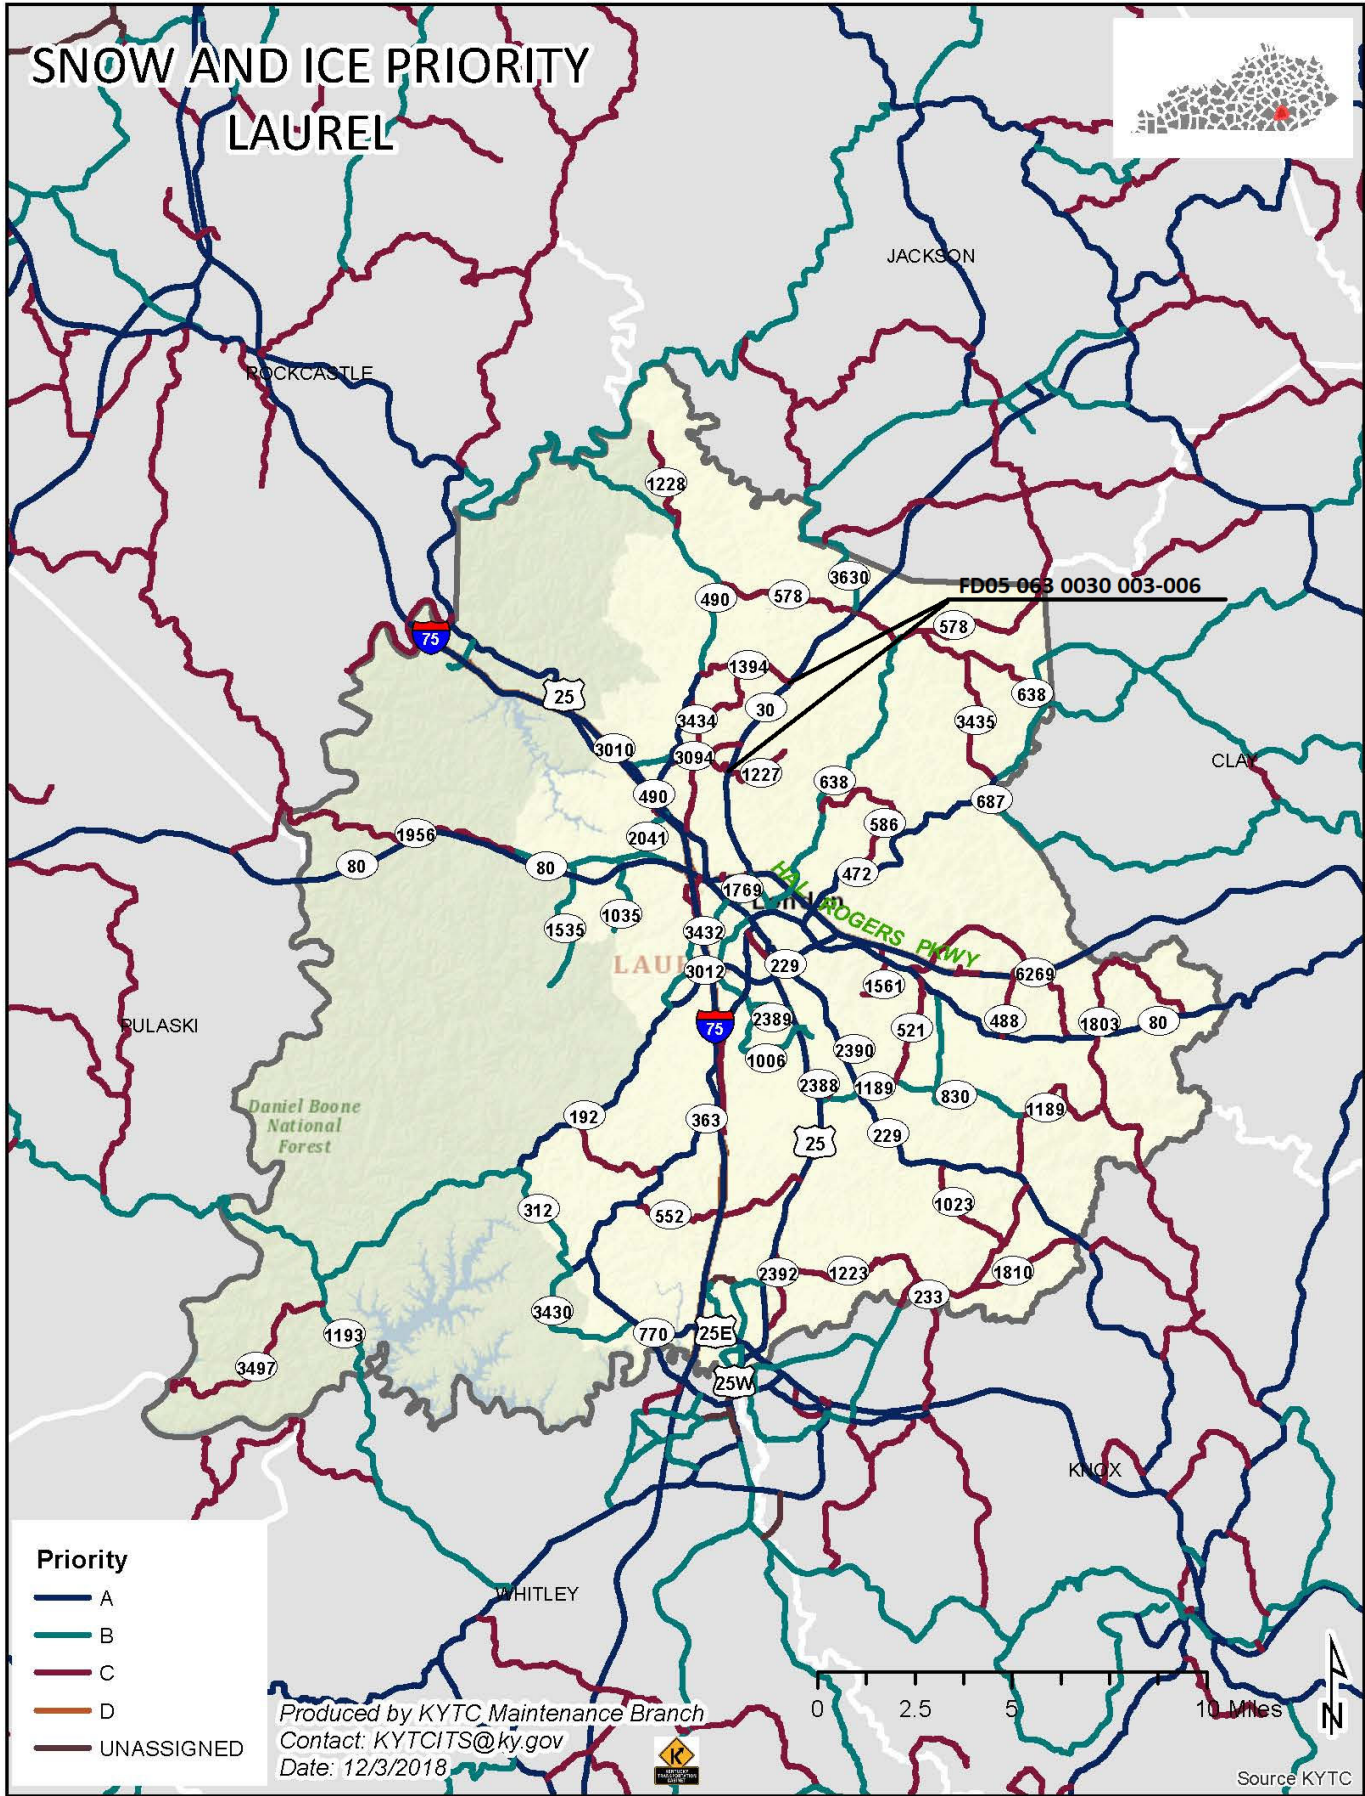 SNOW AND ICE PRIORITY
LAUREL
JACKSON
ROCKCASTLE
1228
3630
FD05 063 0030 003-006
490
578
578
75
1394
638
25
30
3434
3435
3010
3094
1227
CLAY
638
490
687
586
2041
1956
80
80
472
HAL ROGERS PKWY
1769
London
1035
1535
3432
LAUREL
229
3012
6269
1561
75
2389
521
488
1803
80
PULASKI
2390
1006
2388
1189
830
1189
Daniel Boone
National
Forest
192
363
25
229
312
552
1023
2392
1223
1810
233
3430
770
25E
1193
3497
25W
KNOX
WHITLEY
Priority
A
B
C
D
UNASSIGNED
Produced by KYTC Maintenance Branch
Contact: KYTCITS@ky.gov
Date: 12/3/2018
KENTUCKY
TRANSPORTATION
CABINET
0 2.5 5 10 Miles
N
Source KYTC